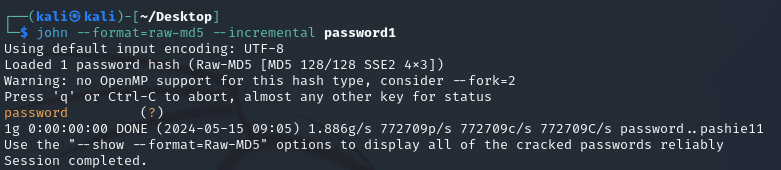 ┌──(kali㉿kali)-[~/Desktop]
└─$ john --format=raw-md5 --incremental password1
Using default input encoding: UTF-8
Loaded 1 password hash (Raw-MD5 [MD5 128/128 SSE2 4×3])
Warning: no OpenMP support for this hash type, consider --fork=2
Press 'q' or Ctrl-C to abort, almost any other key for status
password         (?)
1g 0:00:00:00 DONE (2024-05-15 09:05) 1.886g/s 772709p/s 772709c/s 772709C/s password..pashie11
Use the "--show --format=Raw-MD5" options to display all of the cracked passwords reliably
Session completed.